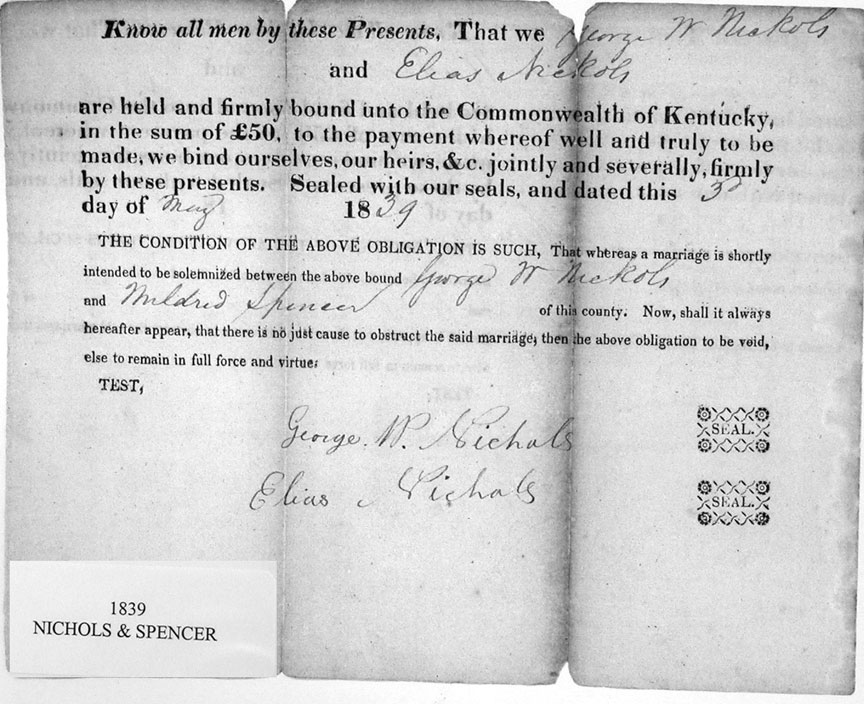 Know all men by these Presents, That we George W Nickols
and Elias Nickols
are held and firmly bound unto the Commonwealth of Kentucky,
in the sum of £50, to the payment whereof well and truly to be
made, we bind ourselves, our heirs, &c. jointly and severally, firmly
by these presents. Sealed with our seals, and dated this 3d
day of May 1839
THE CONDITION OF THE ABOVE OBLIGATION IS SUCH, That whereas a marriage is shortly
intended to be solemnized between the above bound George W Nickols
and Mildred Spencer of this county. Now, shall it always
hereafter appear, that there is no just cause to obstruct the said marriage, then the above obligation to be void,
else to remain in full force and virtue.
TEST,
George. W. Nichols SEAL.
Elias Nichols SEAL.
1839
NICHOLS & SPENCER